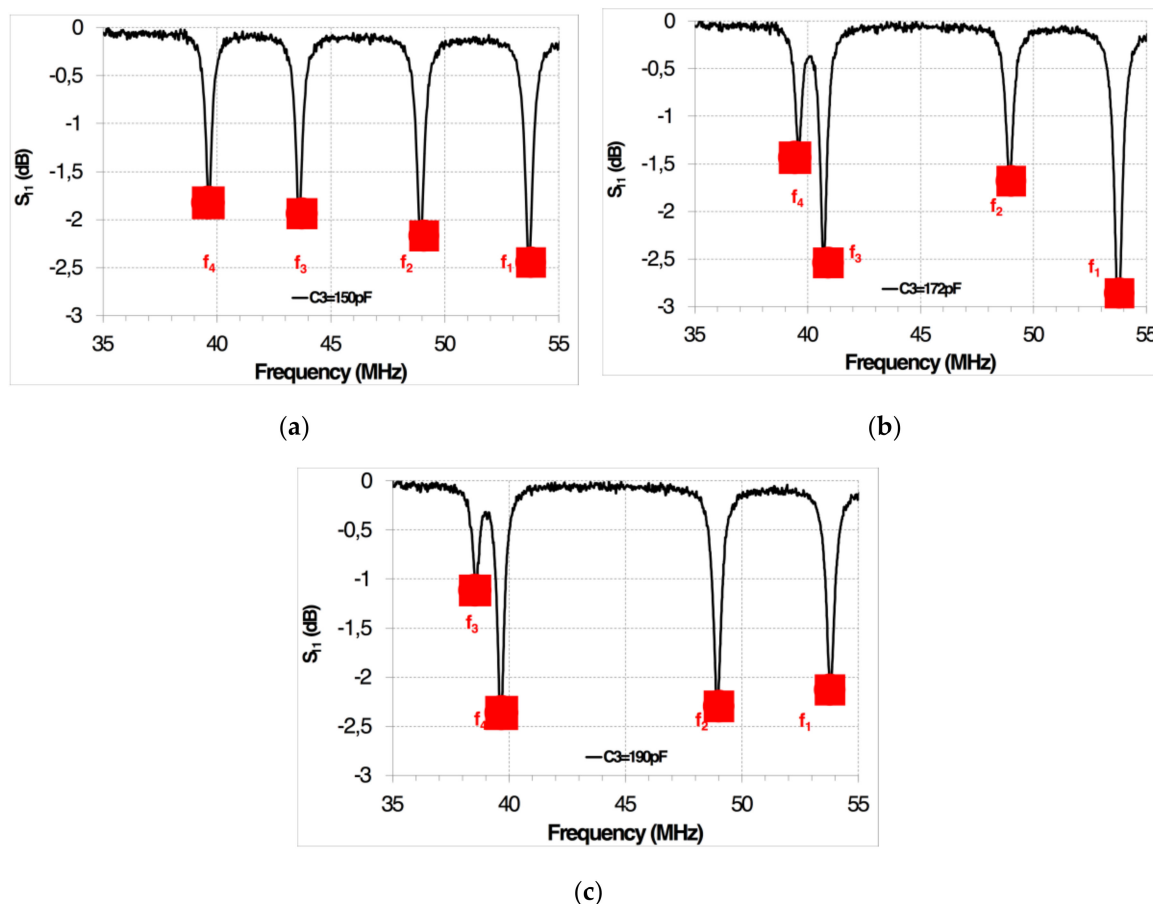 0
-0,5
-1
-1,5
-2
-2,5
-3
S11 (dB)
f4 f3 f2 f1
C3=150pF
35 40 45 50 55
Frequency (MHz)
(a)
0
-0,5
-1
-1,5
-2
-2,5
-3
S11 (dB)
f4
f2
f3
f1
C3=172pF
35 40 45 50 55
Frequency (MHz)
(b)
0
-0,5
-1
-1,5
-2
-2,5
-3
S11 (dB)
f3
f4 f2 f1
C3=190pF
35 40 45 50 55
Frequency (MHz)
(c)